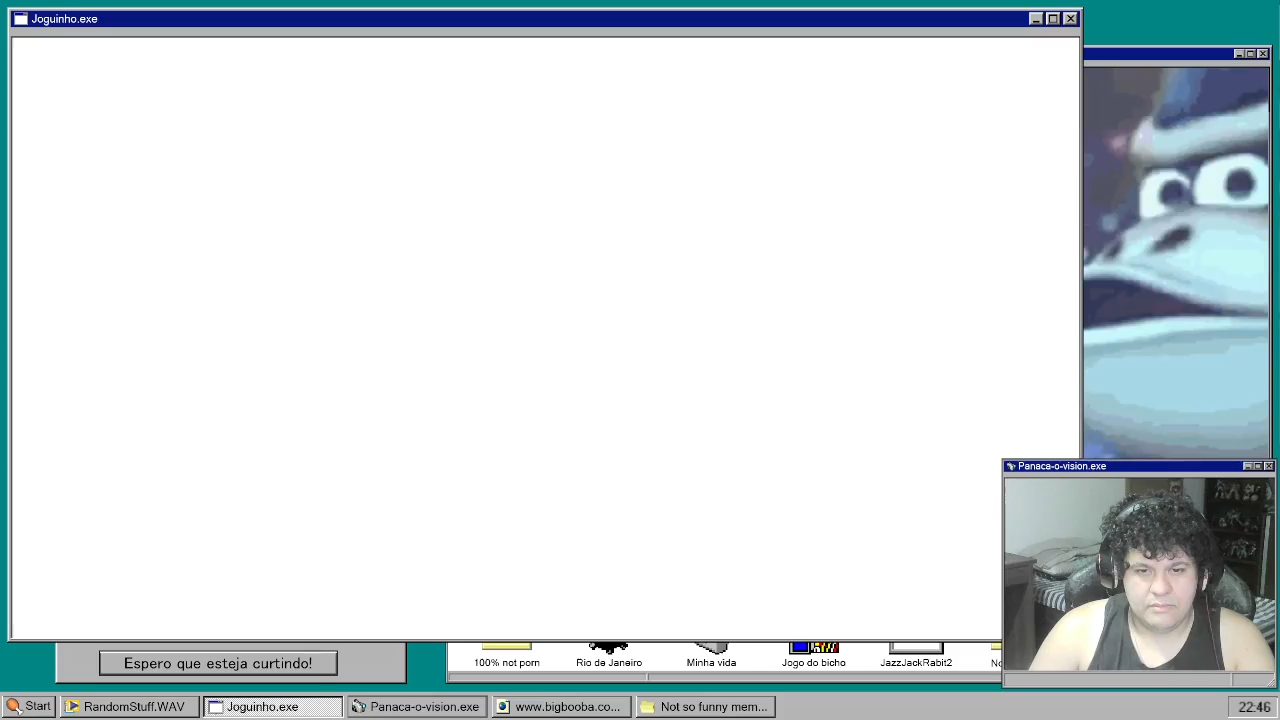 Joguinho.exe
Panaca-o-vision.exe
Espero que esteja curtindo!
100% not porn
Rio de Janeiro
Minha vida
Jogo do bicho
JazzJackRabbit2
Start
RandomStuff.WAV
Joguinho.exe
Panaca-o-vision.exe
www.bigbooba.co...
Not so funny mem...
22:46